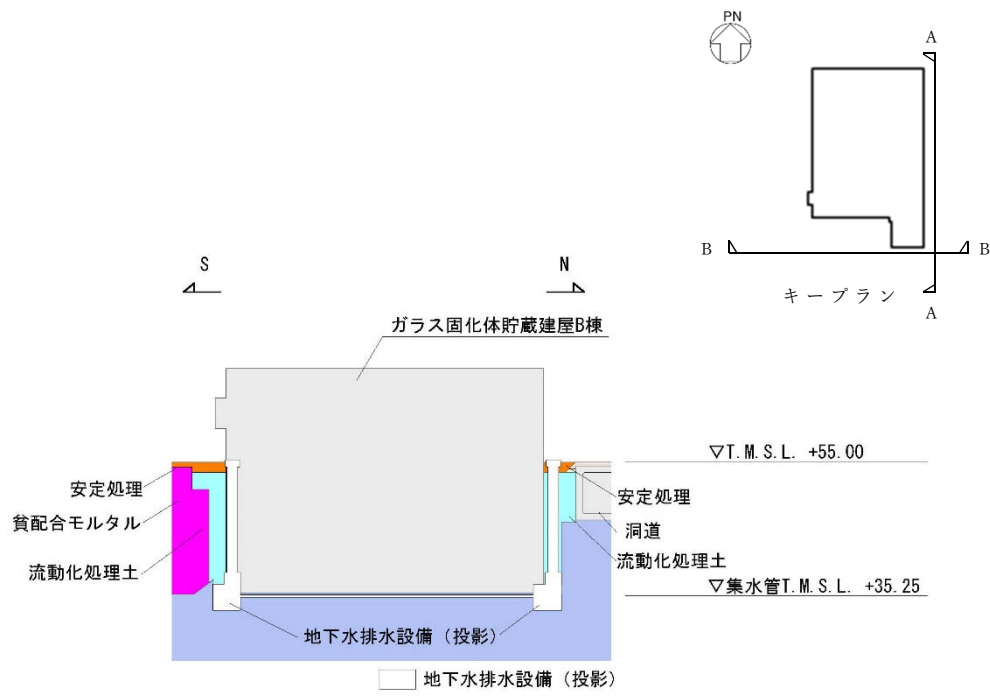 PN
A
B
B
キープラン
A
S
N
ガラス固化体貯蔵建屋B棟
▽T.M.S.L. +55.00
安定処理
安定処理
貧配合モルタル
洞道
流動化処理土
流動化処理土
▽集水管T.M.S.L. +35.25
地下水排水設備（投影）
地下水排水設備（投影）